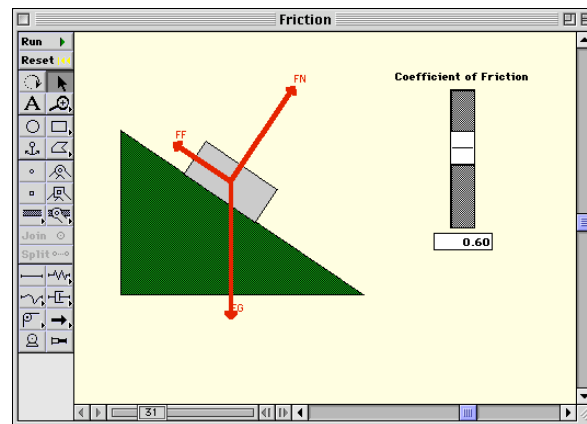 Friction
Run
Reset
A
Join
Split
FN
FF
FG
Coefficient of Friction
0.60
31